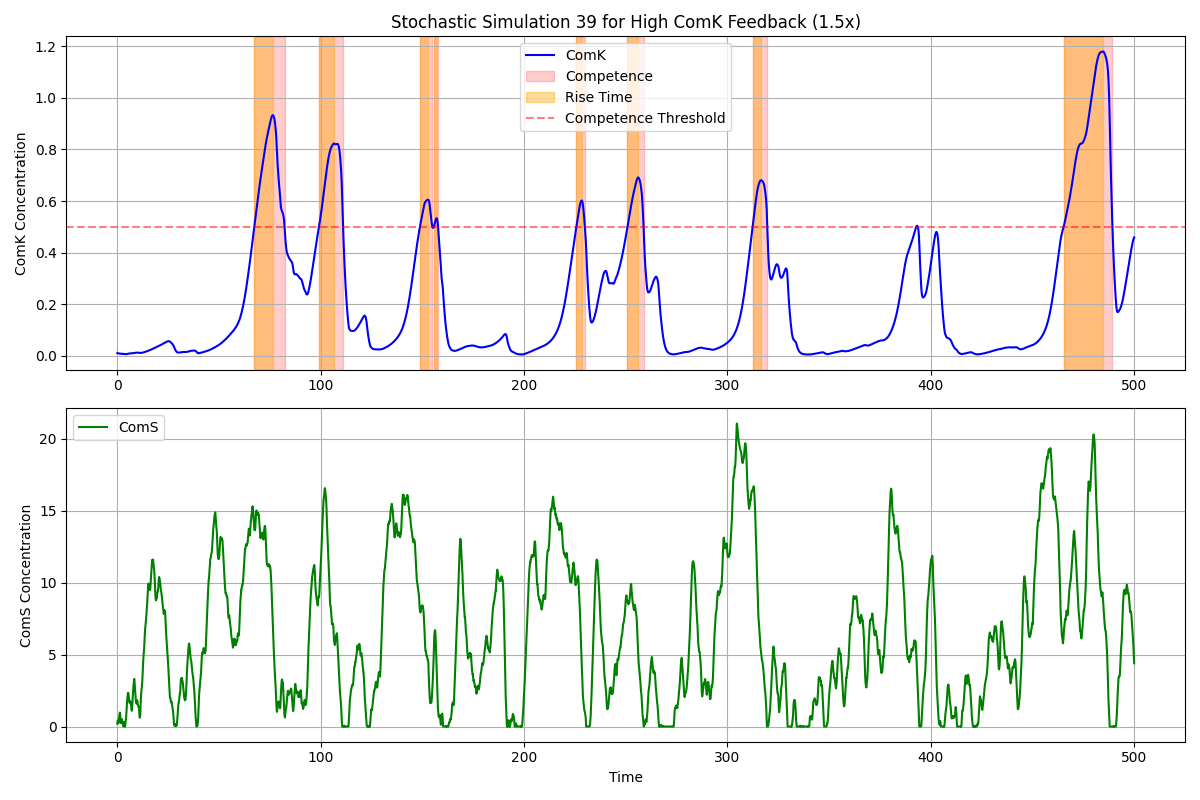 Stochastic Simulation 39 for High ComK Feedback (1.5x)
ComK Concentration
1.2
1.0
0.8
0.6
0.4
0.2
0.0
ComK
Competence
Rise Time
Competence Threshold
0 100 200 300 400 500
ComS Concentration
20
15
10
5
0
ComS
0 100 200 300 400 500
Time